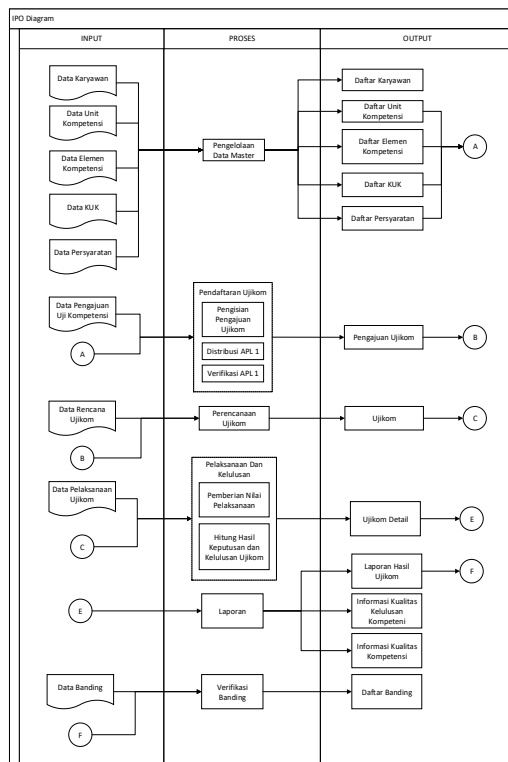 IPO Diagram
INPUT
PROSES
OUTPUT
Data Karyawan
Data Unit
Kompetensi
Data Elemen
Kompetensi
Data KUK
Data Persyaratan
Pengelolaan
Data Master
Daftar Karyawan
Daftar Unit
Kompetensi
Daftar Elemen
Kompetensi
Daftar KUK
Daftar Persyaratan
A
Data Pengajuan
Uji Kompetensi
A
Pendaftaran Ujikom
Pengisian
Pengajuan
Ujikom
Distribusi APL 1
Verifikasi APL 1
Pengajuan Ujikom
B
Data Rencana
Ujikom
B
Perencanaan
Ujikom
Ujikom
C
Data Pelaksanaan
Ujikom
C
Pelaksanaan Dan
Kelulusan
Pemberian Nilai
Pelaksanaan
Hitung Hasil
Keputusan dan
Kelulusan Ujikom
Ujikom Detail
E
E
Laporan
Laporan Hasil
Ujikom
F
Informasi Kualitas
Kelulusan
Kompeteni
Informasi Kualitas
Kompetensi
Data Banding
F
Verifikasi
Banding
Daftar Banding